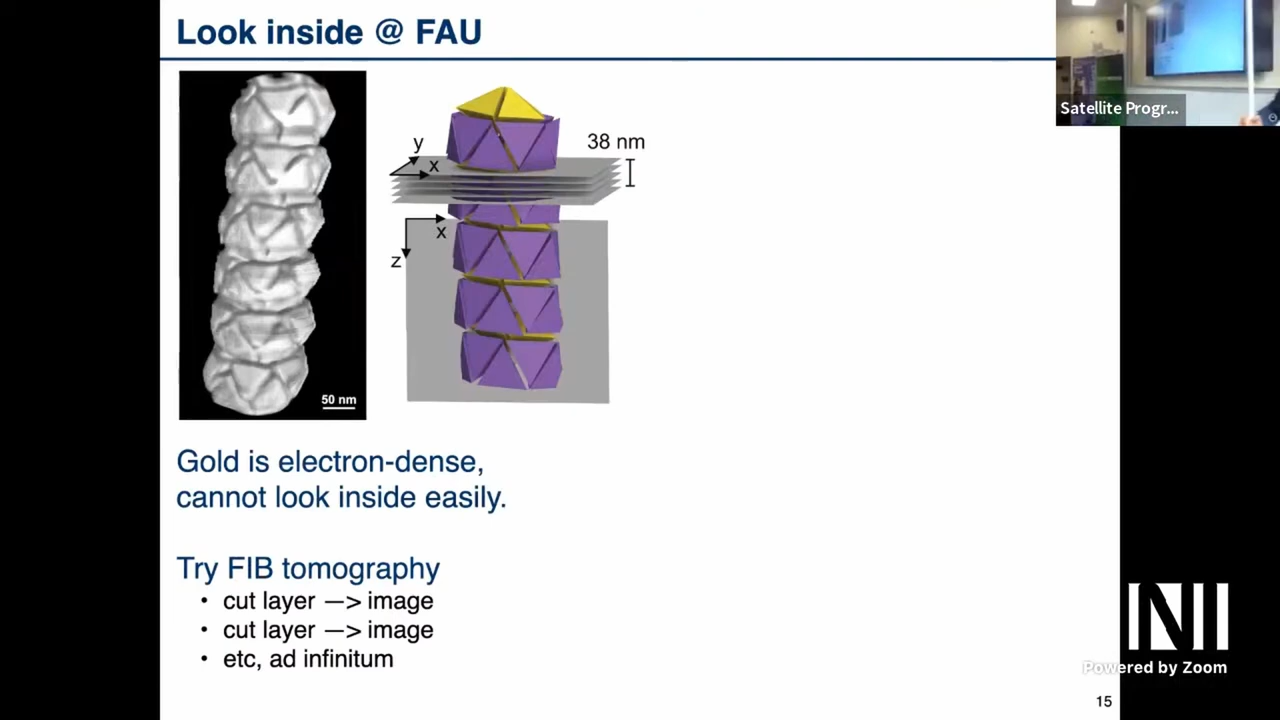 Look inside @ FAU
Satellite Progr...
38 nm
y
x
x
z
50 nm
Gold is electron-dense,
cannot look inside easily.
Try FIB tomography
• cut layer —> image
• cut layer —> image
• etc, ad infinitum
NI
Powered by Zoom
15